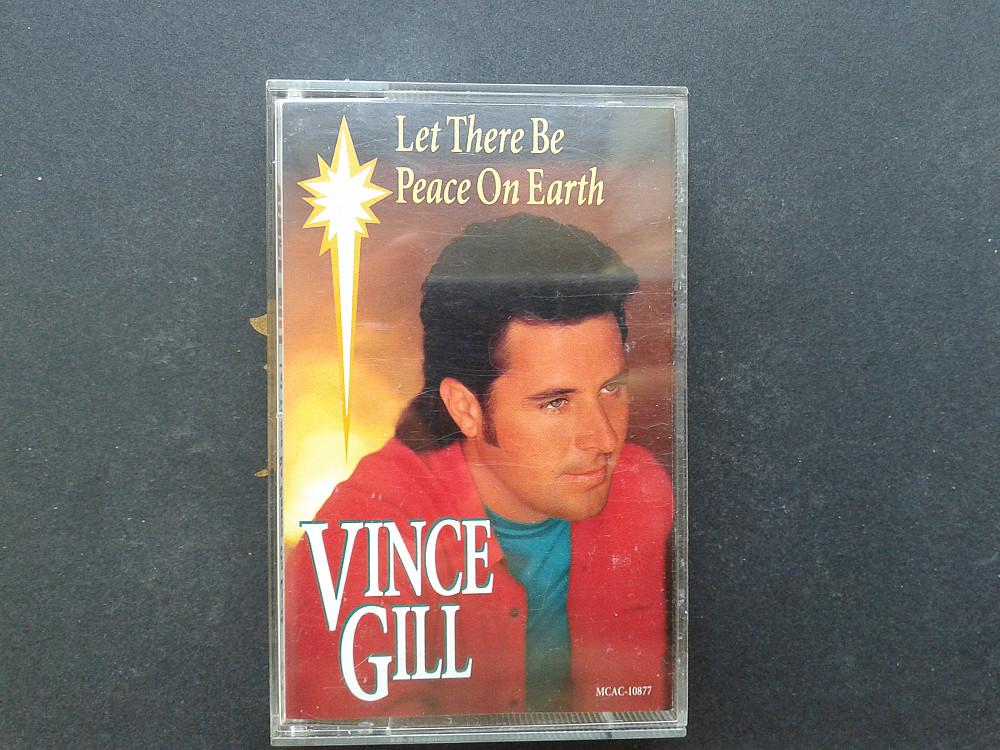 Let There Be
Peace On Earth
VINCE
GILL
MCAC-10877